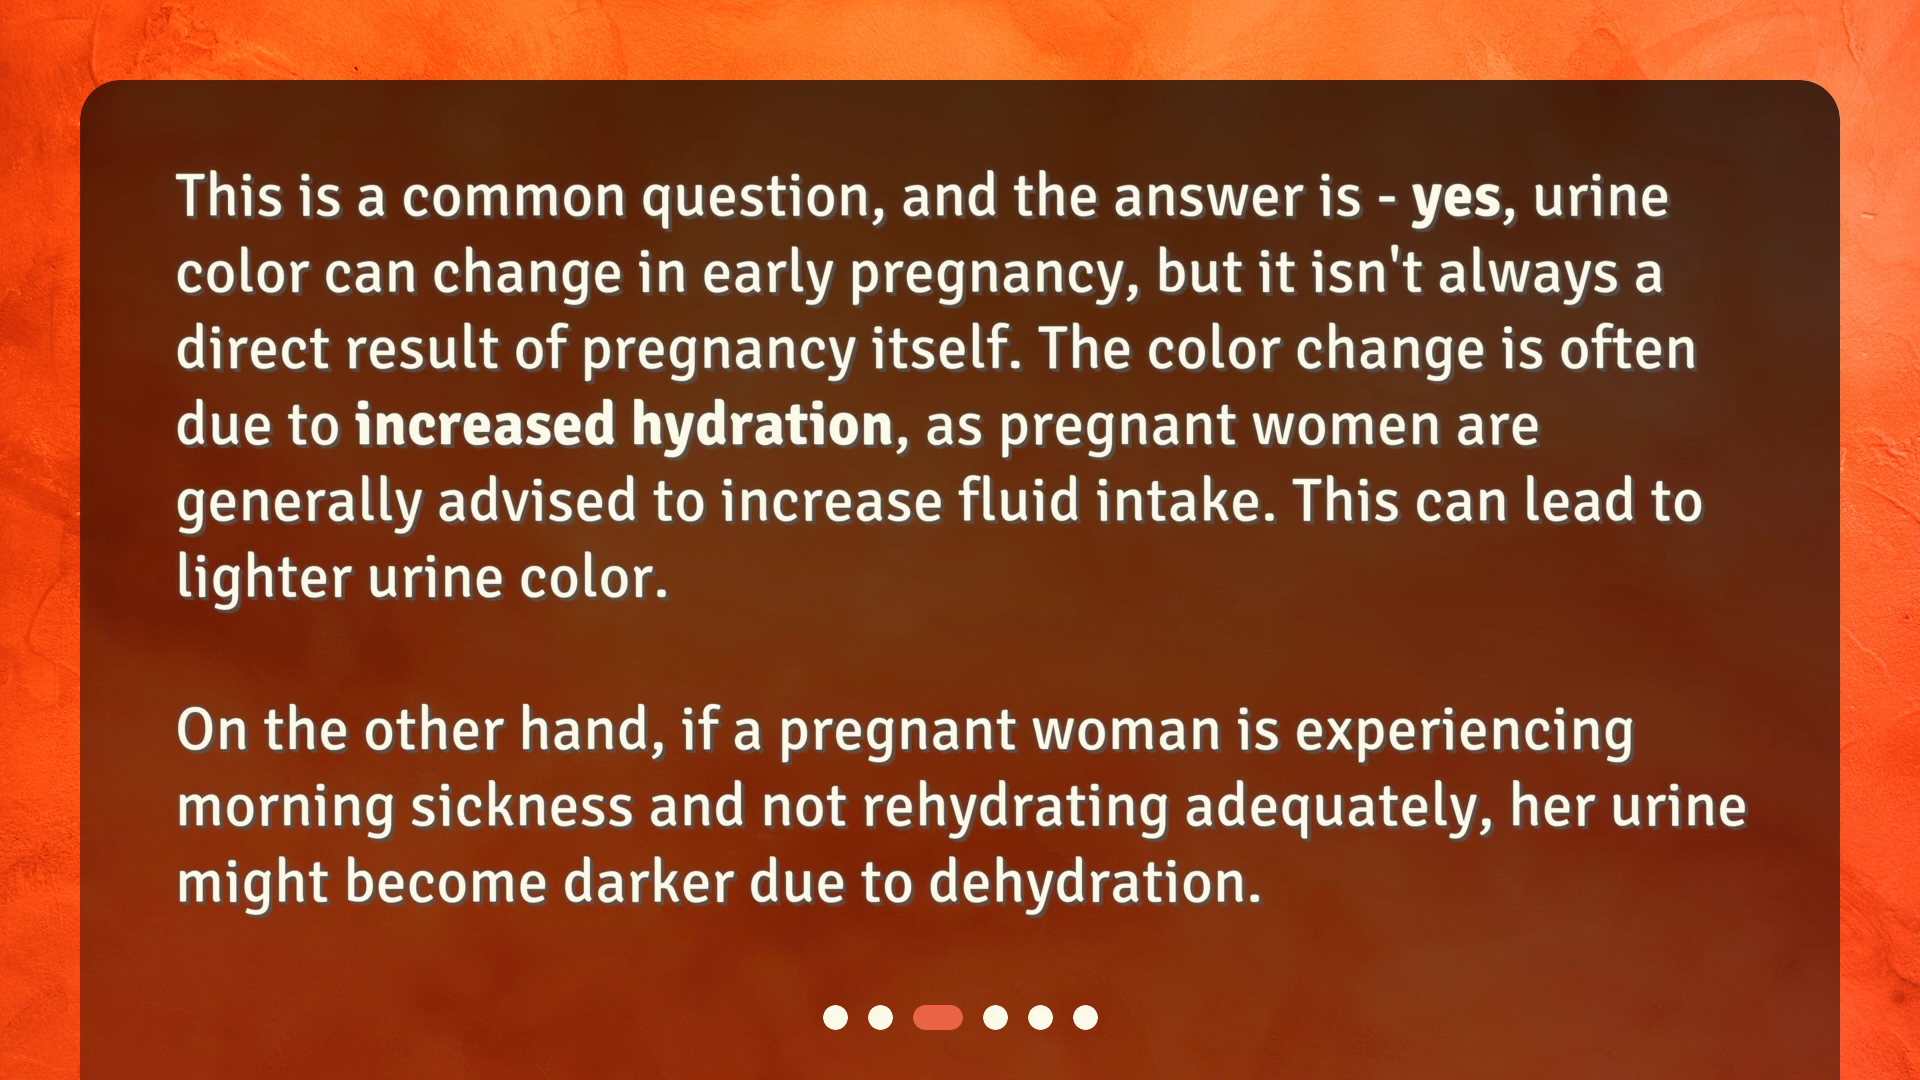 This is a common question, and the answer is - yes, urine
color can change in early pregnancy, but it isn't always a
direct result of pregnancy itself. The color change is often
due to increased hydration, as pregnant women are
generally advised to increase fluid intake. This can lead to
lighter urine color.
On the other hand, if a pregnant woman is experiencing
morning sickness and not rehydrating adequately, her urine
might become darker due to dehydration.